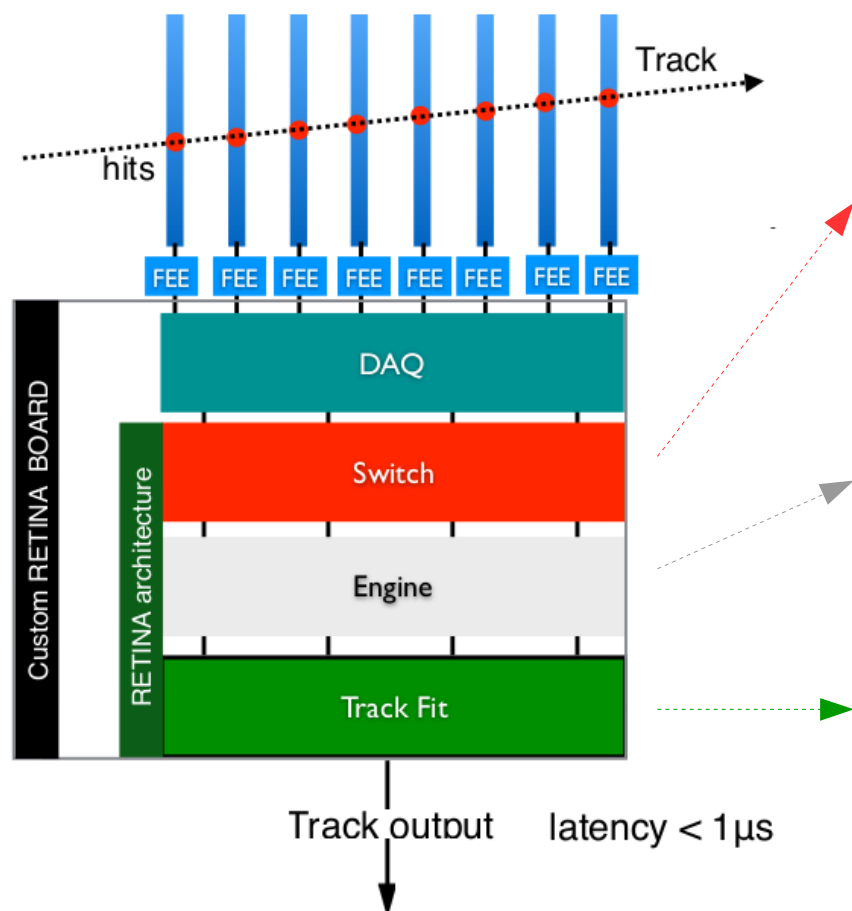 Track
hits
FEE FEE FEE FEE FEE FEE FEE FEE
Custom RETINA BOARD
DAQ
RETINA architecture
Switch
Engine
Track Fit
Track output
latency < 1μs